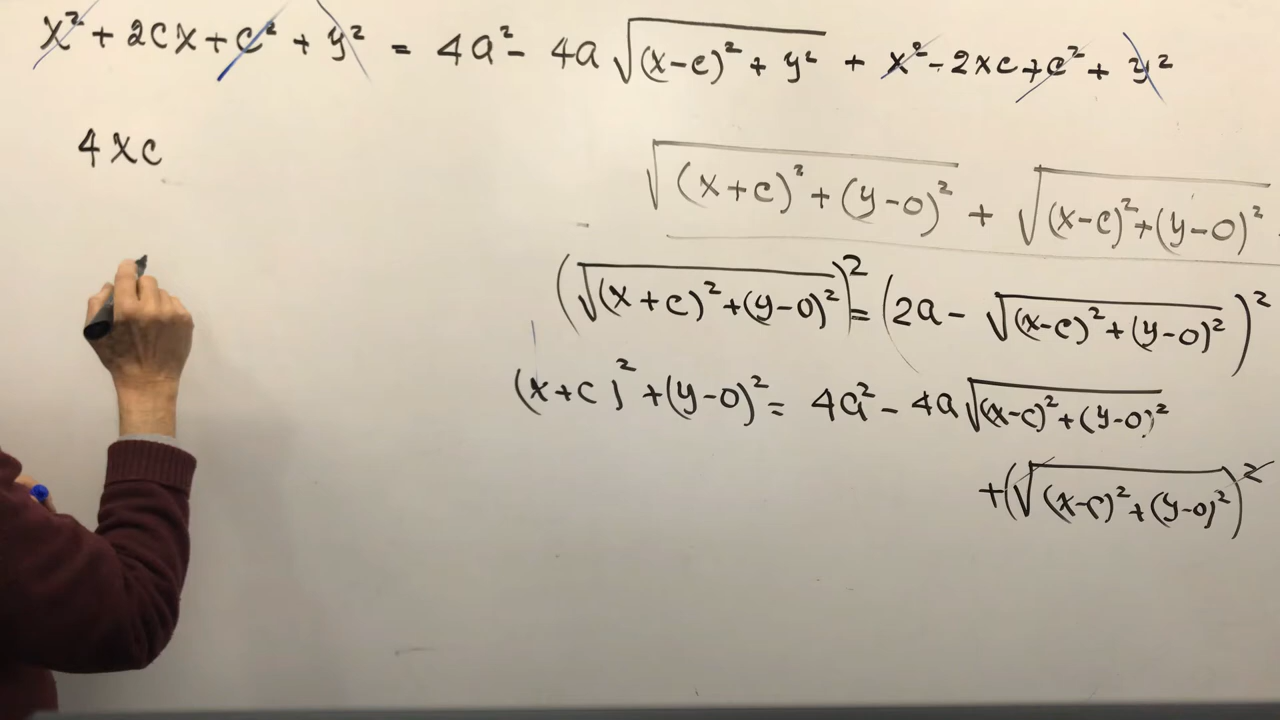 x² + 2cx + c² + y² = 4a² - 4a √((x-c)² + y²) + x² - 2xc + c² + y²
4xc
√((x+c)² + (y-0)²) + √((x-c)² + (y-0)²)
(√((x+c)² + (y-0)²))² = (2a - √((x-c)² + (y-0)²))²
(x+c)² + (y-0)² = 4a² - 4a √((x-c)² + (y-0)²)
+ (√((x-c)² + (y-0)²))²